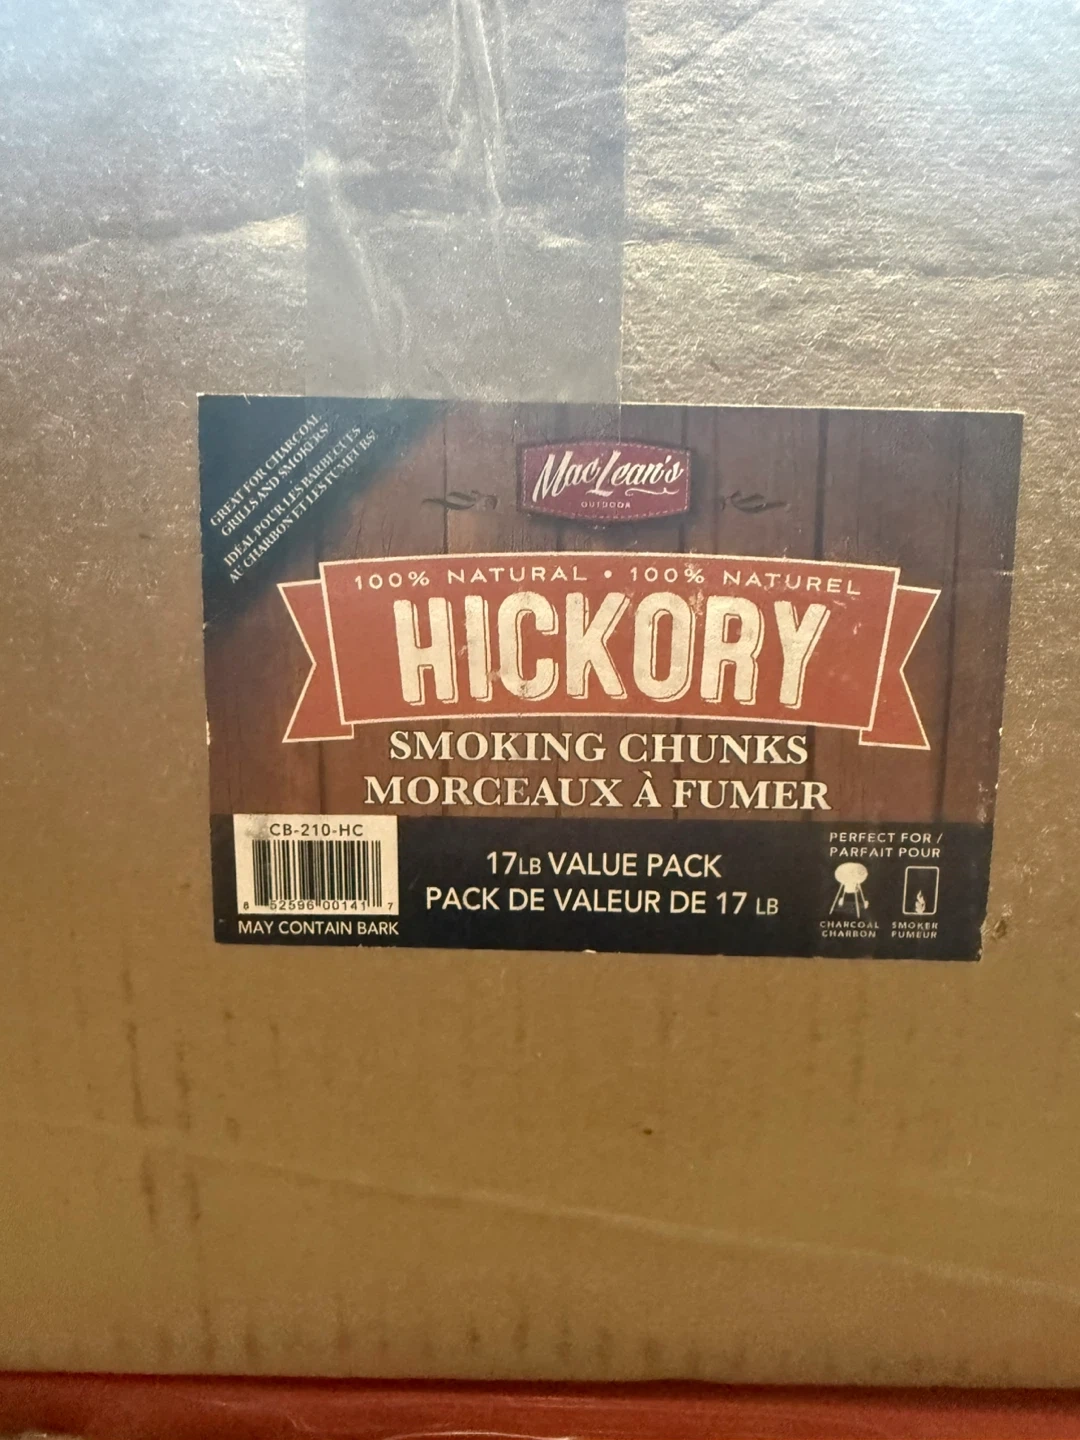 GREAT FOR CHARCOAL
GRILLS AND SMOKERS!
IDÉAL POUR LES BARBECUES
AU CHARBON ET LES FUMEURS!
MacLean's
OUTDOOR
100% NATURAL • 100% NATUREL
HICKORY
SMOKING CHUNKS
MORCEAUX À FUMER
CB-210-HC
8 52596 00141 7
MAY CONTAIN BARK
17LB VALUE PACK
PACK DE VALEUR DE 17 LB
PERFECT FOR /
PARFAIT POUR
CHARCOAL
CHARBON
SMOKER
FUMEUR